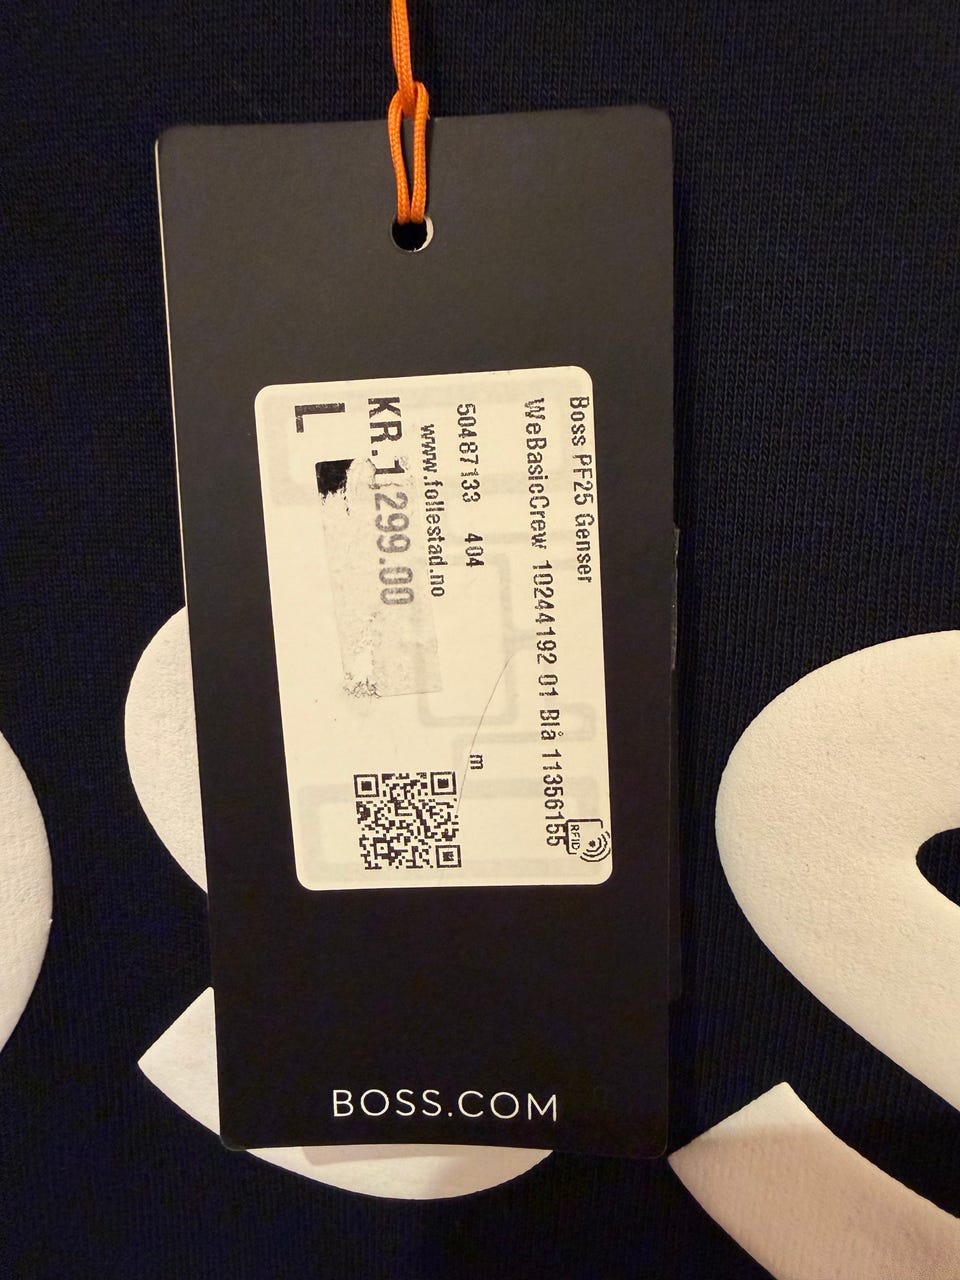 Boss PF25 Genser
WeBasicCrew 10244192 01 Blå 11356155
RFID
50487133 404 m
www.follestad.no
KR.1,299.00
L
BOSS.COM